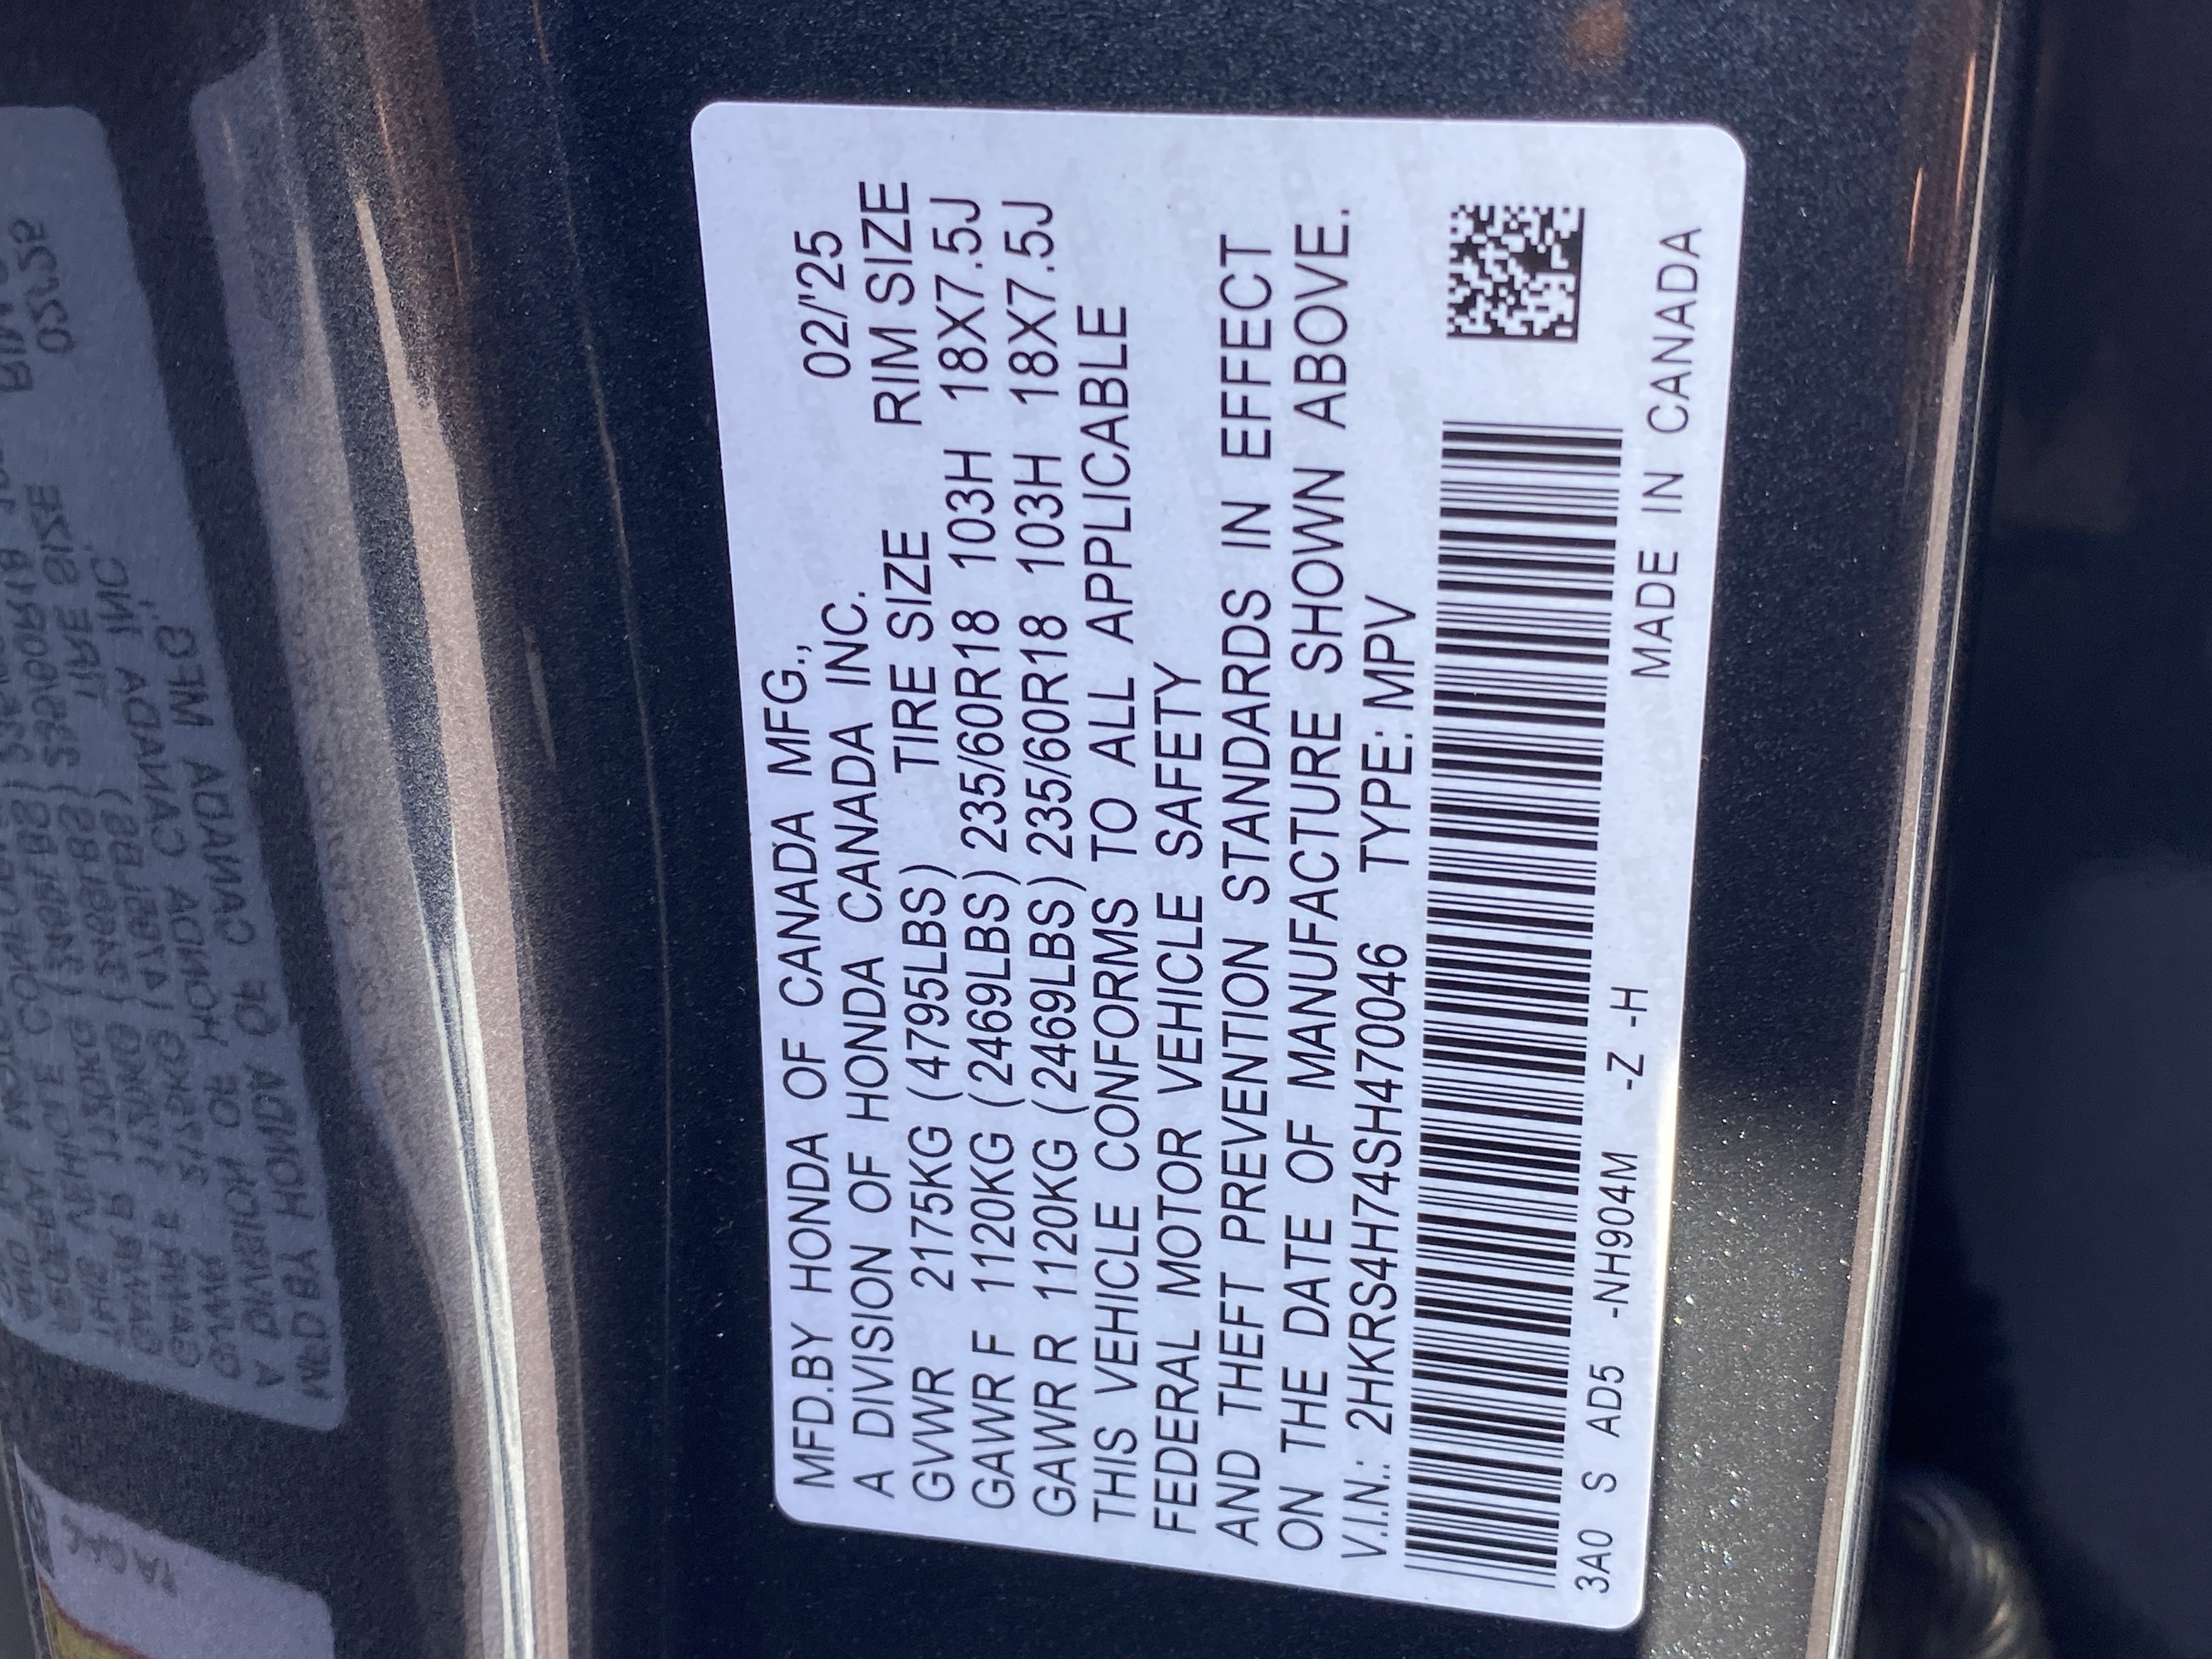 MFD.BY HONDA OF CANADA MFG., 02/'25
A DIVISION OF HONDA CANADA INC.
TIRE SIZE RIM SIZE
GVWR 2175KG (4795LBS)
GAWR F 1120KG (2469LBS) 235/60R18 103H 18X7.5J
GAWR R 1120KG (2469LBS) 235/60R18 103H 18X7.5J
THIS VEHICLE CONFORMS TO ALL APPLICABLE
FEDERAL MOTOR VEHICLE SAFETY
AND THEFT PREVENTION STANDARDS IN EFFECT
ON THE DATE OF MANUFACTURE SHOWN ABOVE.
V.I.N.: 2HKRS4H74SH470046 TYPE: MPV
3A0 S AD5 -NH904M -Z -H MADE IN CANADA